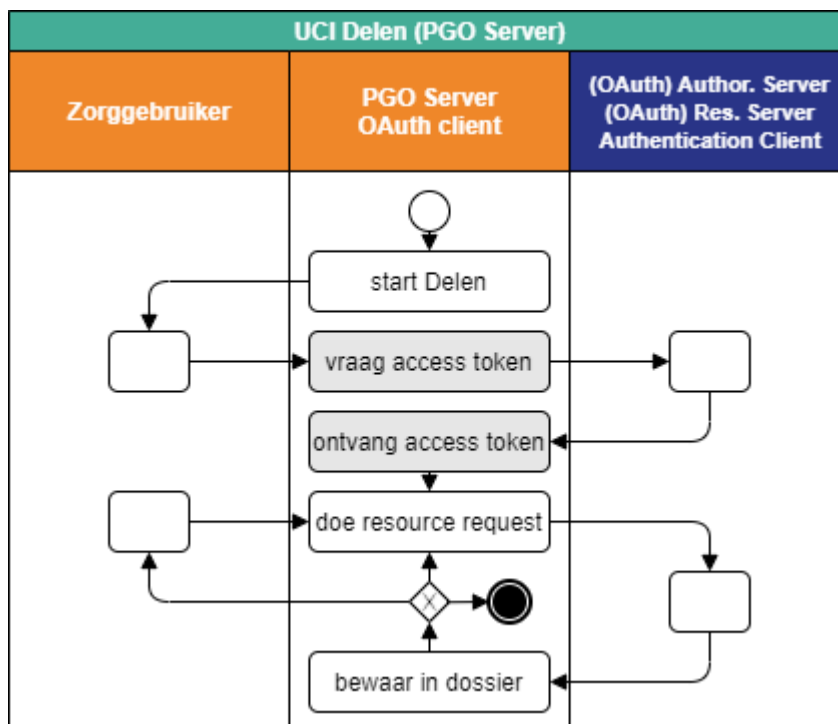 UCI Delen (PGO Server)
Zorggebruiker
PGO Server
OAuth client
(OAuth) Author. Server
(OAuth) Res. Server
Authentication Client
start Delen
vraag access token
ontvang access token
doe resource request
X
bewaar in dossier